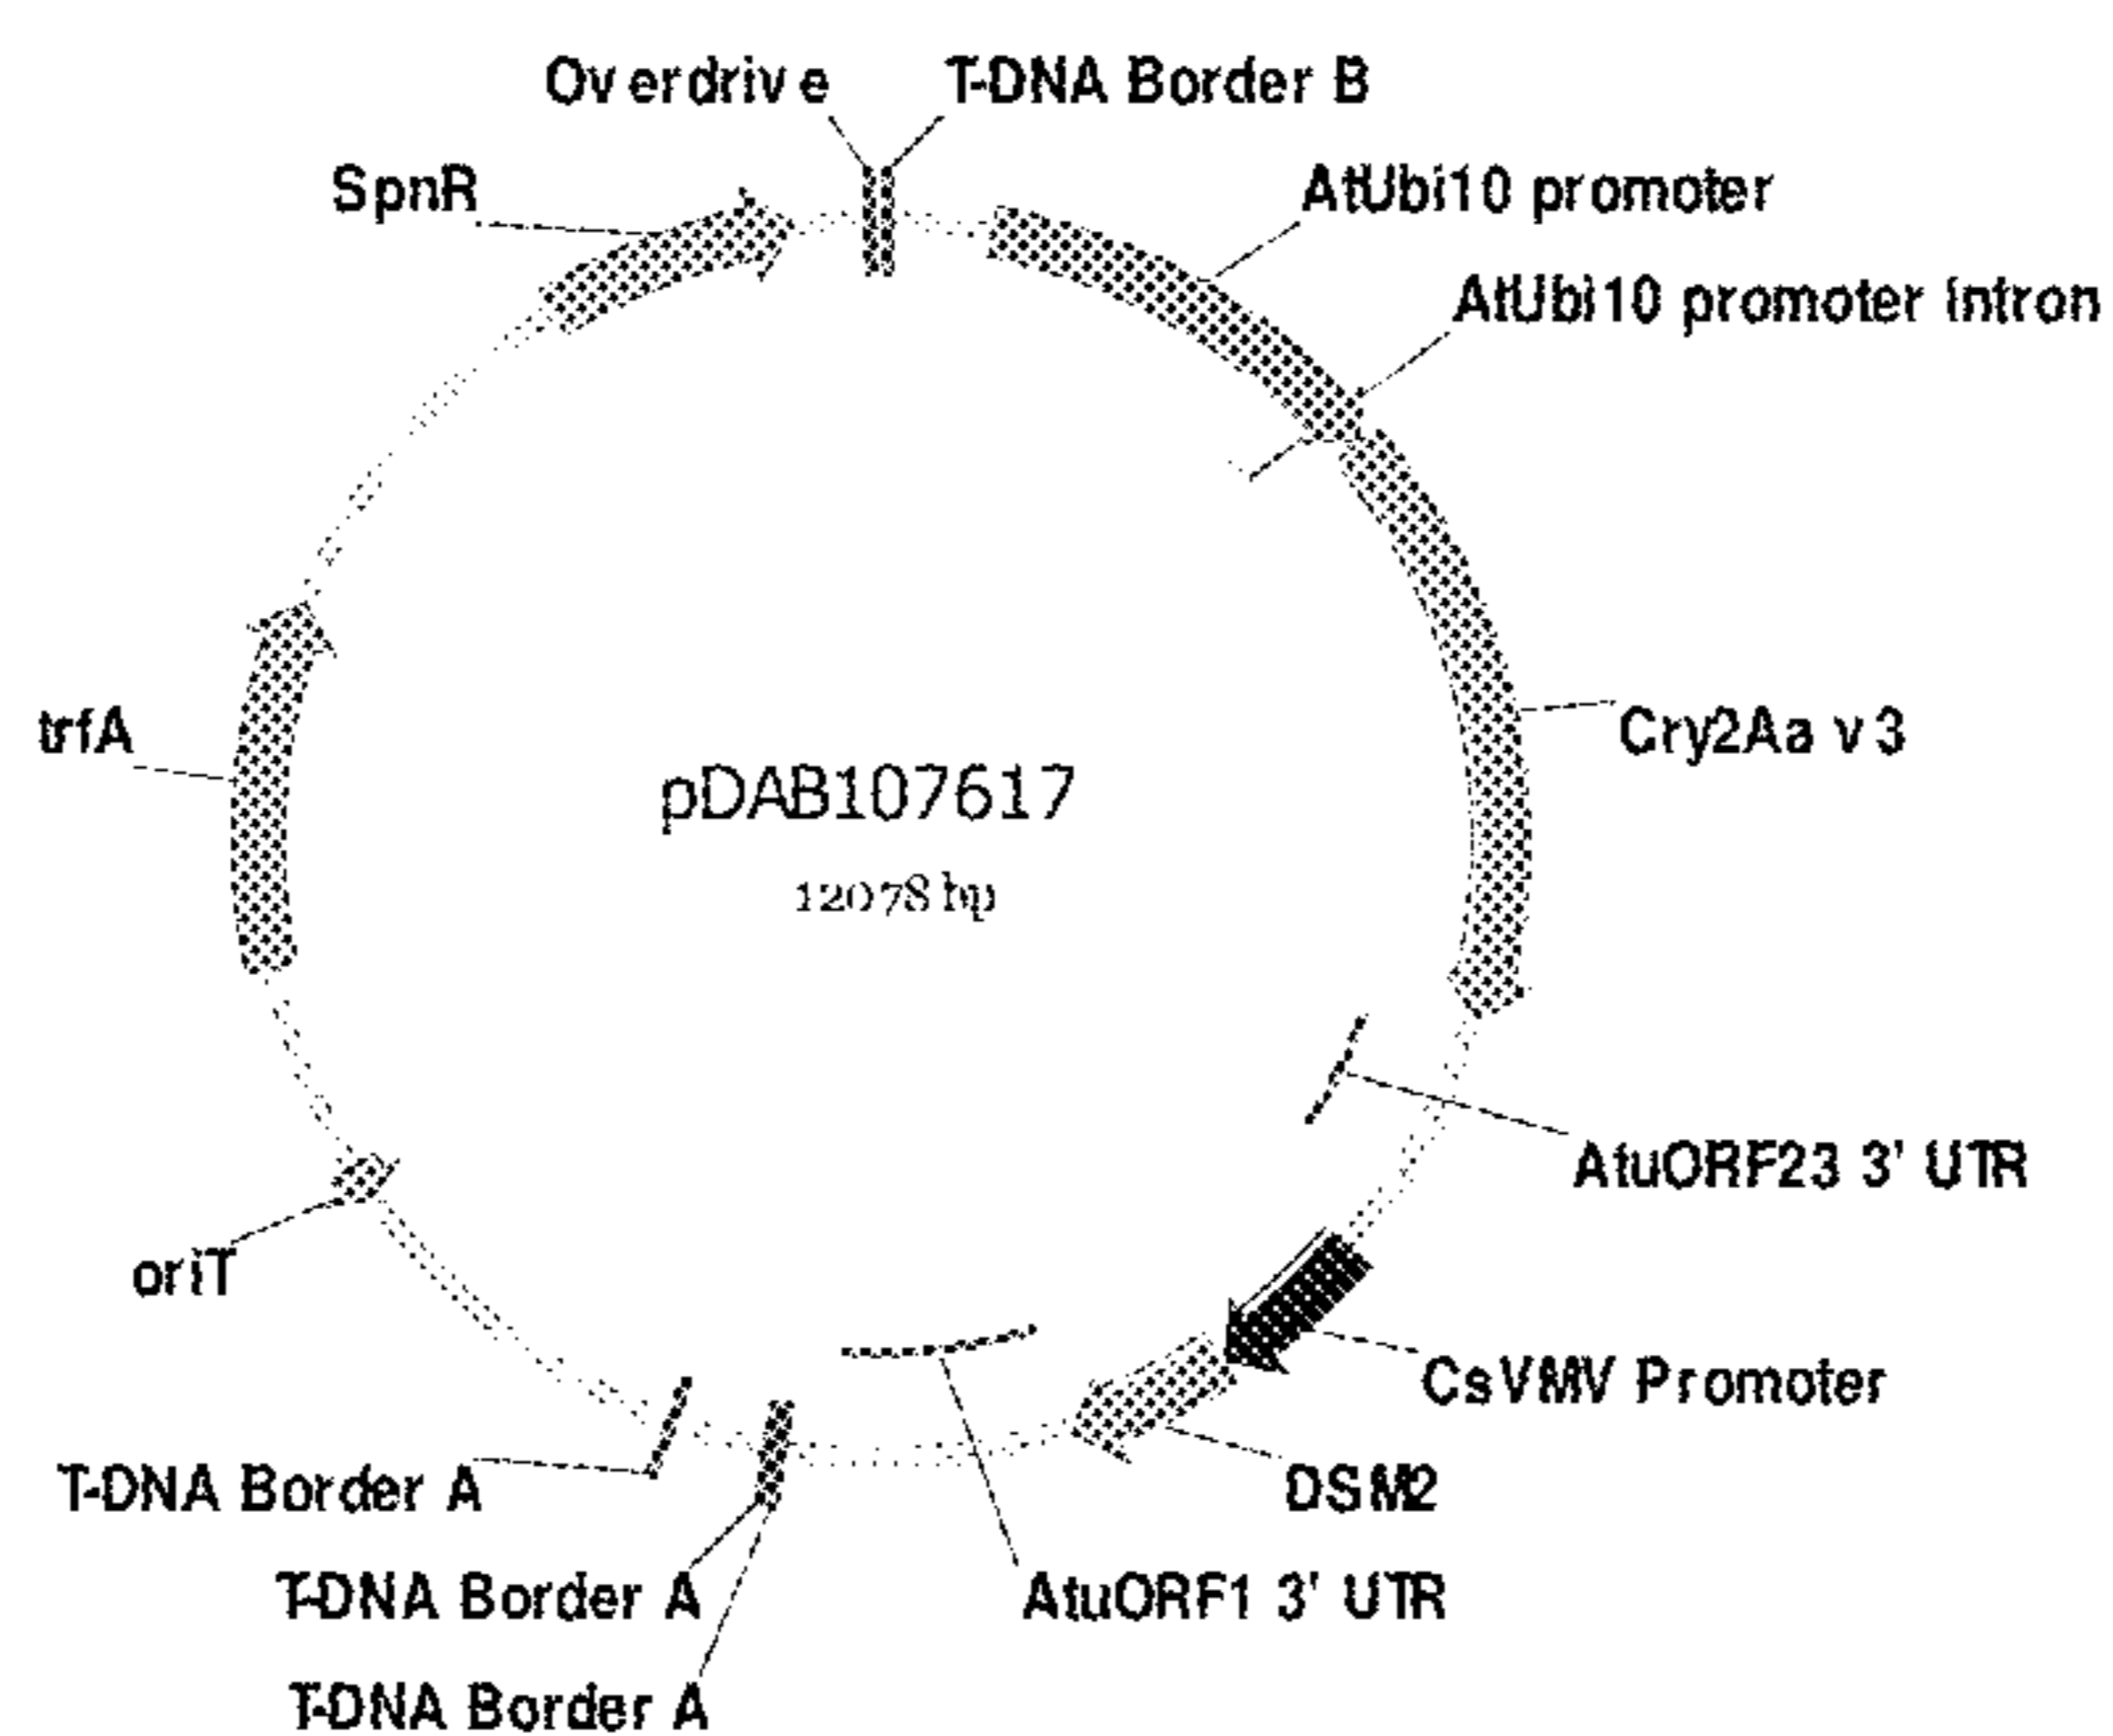 Overdrive
T-DNA Border B
SpnR
AtUbi10 promoter
AtUbi10 promoter intron
trfA
Cry2Aa v3
pDAB107617
12078 bp
AtuORF23 3' UTR
oriT
CsVMV Promoter
T-DNA Border A
DSM2
T-DNA Border A
AtuORF1 3' UTR
T-DNA Border A